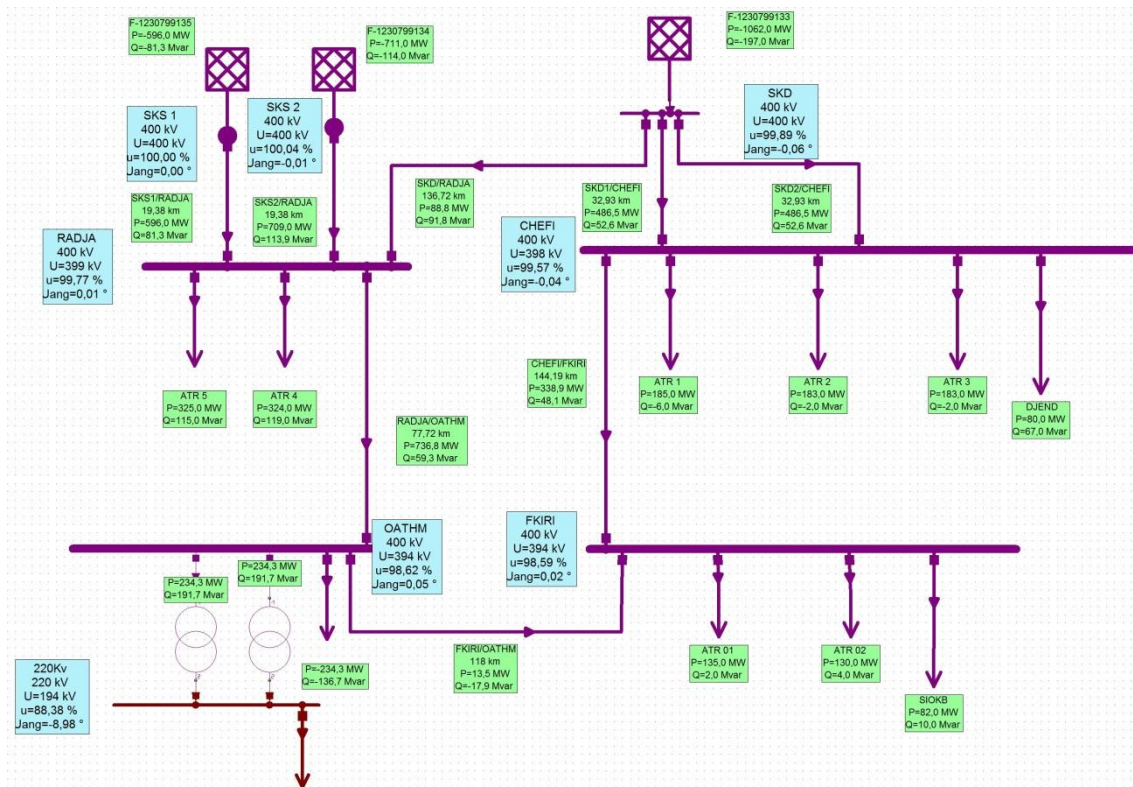 F-1230799135
P=-596,0 MW
Q=-81,3 Mvar
F-1230799134
P=-711,0 MW
Q=-114,0 Mvar
F-1230799133
P=-1062,0 MW
Q=-197,0 Mvar
SKS 1
400 kV
U=400 kV
u=100,00 %
Uang=0,00 °
SKS 2
400 kV
U=400 kV
u=100,04 %
Uang=-0,01 °
SKD
400 kV
U=400 kV
u=99,89 %
Uang=-0,06 °
SKS1/RADJA
19,38 km
P=596,0 MW
Q=81,3 Mvar
SKS2/RADJA
19,38 km
P=709,0 MW
Q=113,9 Mvar
SKD/RADJA
136,72 km
P=88,8 MW
Q=91,8 Mvar
SKD1/CHEFI
32,93 km
P=486,5 MW
Q=52,6 Mvar
SKD2/CHEFI
32,93 km
P=486,5 MW
Q=52,6 Mvar
RADJA
400 kV
U=399 kV
u=99,77 %
Uang=0,01 °
CHEFI
400 kV
U=398 kV
u=99,57 %
Uang=-0,04 °
ATR 5
P=325,0 MW
Q=115,0 Mvar
ATR 4
P=324,0 MW
Q=119,0 Mvar
RADJA/OATHM
77,72 km
P=736,8 MW
Q=59,3 Mvar
CHEFI/FKIRI
144,19 km
P=338,9 MW
Q=48,1 Mvar
ATR 1
P=185,0 MW
Q=-6,0 Mvar
ATR 2
P=183,0 MW
Q=-2,0 Mvar
ATR 3
P=183,0 MW
Q=-2,0 Mvar
DJEND
P=80,0 MW
Q=67,0 Mvar
OATHM
400 kV
U=394 kV
u=98,62 %
Uang=0,05 °
FKIRI
400 kV
U=394 kV
u=98,59 %
Uang=0,02 °
P=234,3 MW
Q=191,7 Mvar
P=234,3 MW
Q=191,7 Mvar
P=-234,3 MW
Q=-136,7 Mvar
FKIRI/OATHM
118 km
P=13,5 MW
Q=-17,9 Mvar
ATR 01
P=135,0 MW
Q=2,0 Mvar
ATR 02
P=130,0 MW
Q=4,0 Mvar
SIOKB
P=82,0 MW
Q=10,0 Mvar
220Kv
220 kV
U=194 kV
u=88,38 %
Uang=-8,98 °